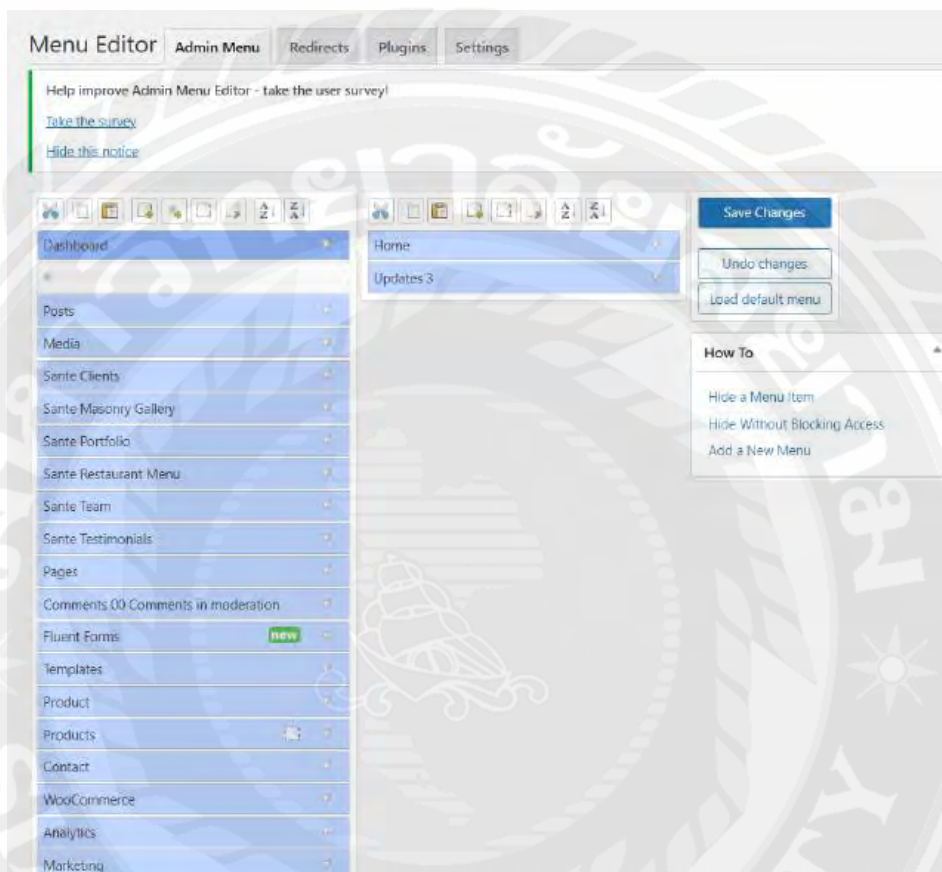 Menu Editor Admin Menu Redirects Plugins Settings
Help improve Admin Menu Editor - take the user survey!
Take the survey
Hide this notice
Dashboard
Posts
Media
Sante Clients
Sante Masonry Gallery
Sante Portfolio
Sante Restaurant Menu
Sante Team
Sante Testimonials
Pages
Comments 00 Comments in moderation
Fluent Forms new
Templates
Product
Products
Contact
WooCommerce
Analytics
Marketing
Home
Updates 3
Save Changes
Undo changes
Load default menu
How To
Hide a Menu Item
Hide Without Blocking Access
Add a New Menu